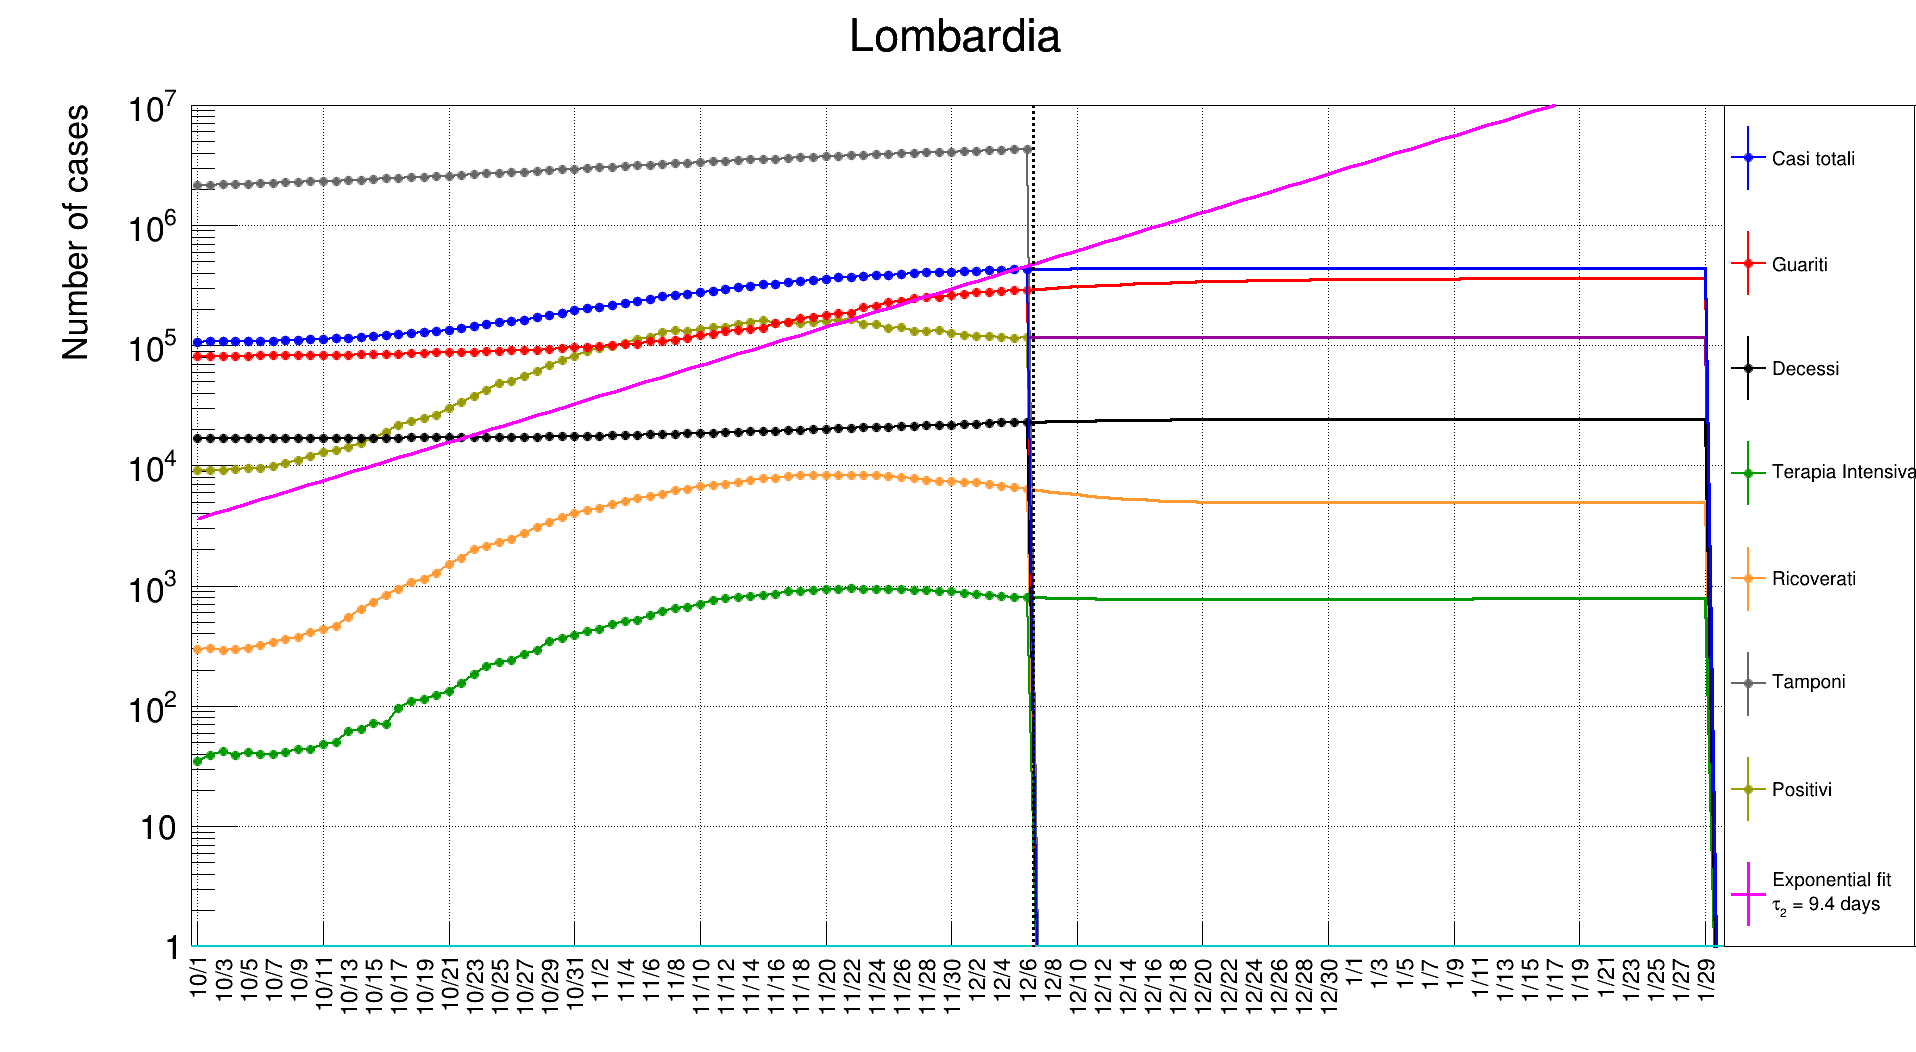 Lombardia
Number of cases
10^7
10^6
10^5
10^4
10^3
10^2
10
1
10/1 10/3 10/5 10/7 10/9 10/11 10/13 10/15 10/17 10/19 10/21 10/23 10/25 10/27 10/29 10/31 11/2 11/4 11/6 11/8 11/10 11/12 11/14 11/16 11/18 11/20 11/22 11/24 11/26 11/28 11/30 12/2 12/4 12/6 12/8 12/10 12/12 12/14 12/16 12/18 12/20 12/22 12/24 12/26 12/28 12/30 1/1 1/3 1/5 1/7 1/9 1/11 1/13 1/15 1/17 1/19 1/21 1/23 1/25 1/27 1/29
Casi totali
Guariti
Decessi
Terapia Intensiva
Ricoverati
Tamponi
Positivi
Exponential fit
τ_2 = 9.4 days